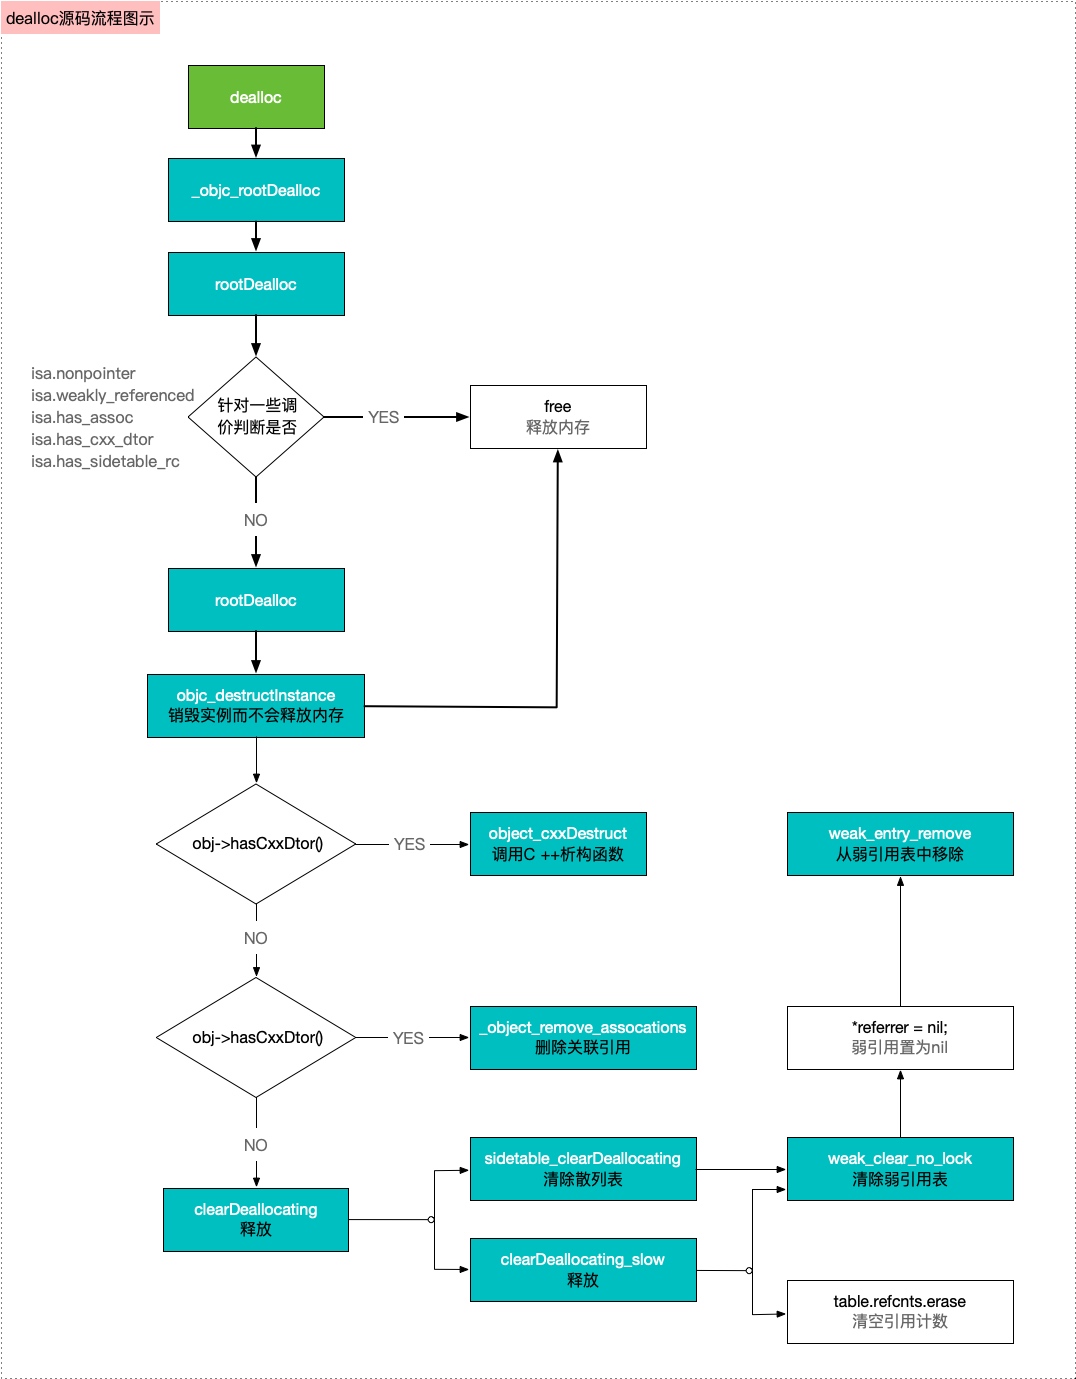 dealloc源码流程图示
dealloc
_objc_rootDealloc
rootDealloc
isa.nonpointer
isa.weakly_referenced
isa.has_assoc
isa.has_cxx_dtor
isa.has_sidetable_rc
针对一些调
价判断是否
YES
free
释放内存
NO
rootDealloc
objc_destructInstance
销毁实例而不会释放内存
obj->hasCxxDtor()
YES
object_cxxDestruct
调用C ++析构函数
weak_entry_remove
从弱引用表中移除
NO
obj->hasCxxDtor()
YES
_object_remove_assocations
删除关联引用
*referrer = nil;
弱引用置为nil
NO
sidetable_clearDeallocating
清除散列表
weak_clear_no_lock
清除弱引用表
clearDeallocating
释放
clearDeallocating_slow
释放
table.refcnts.erase
清空引用计数